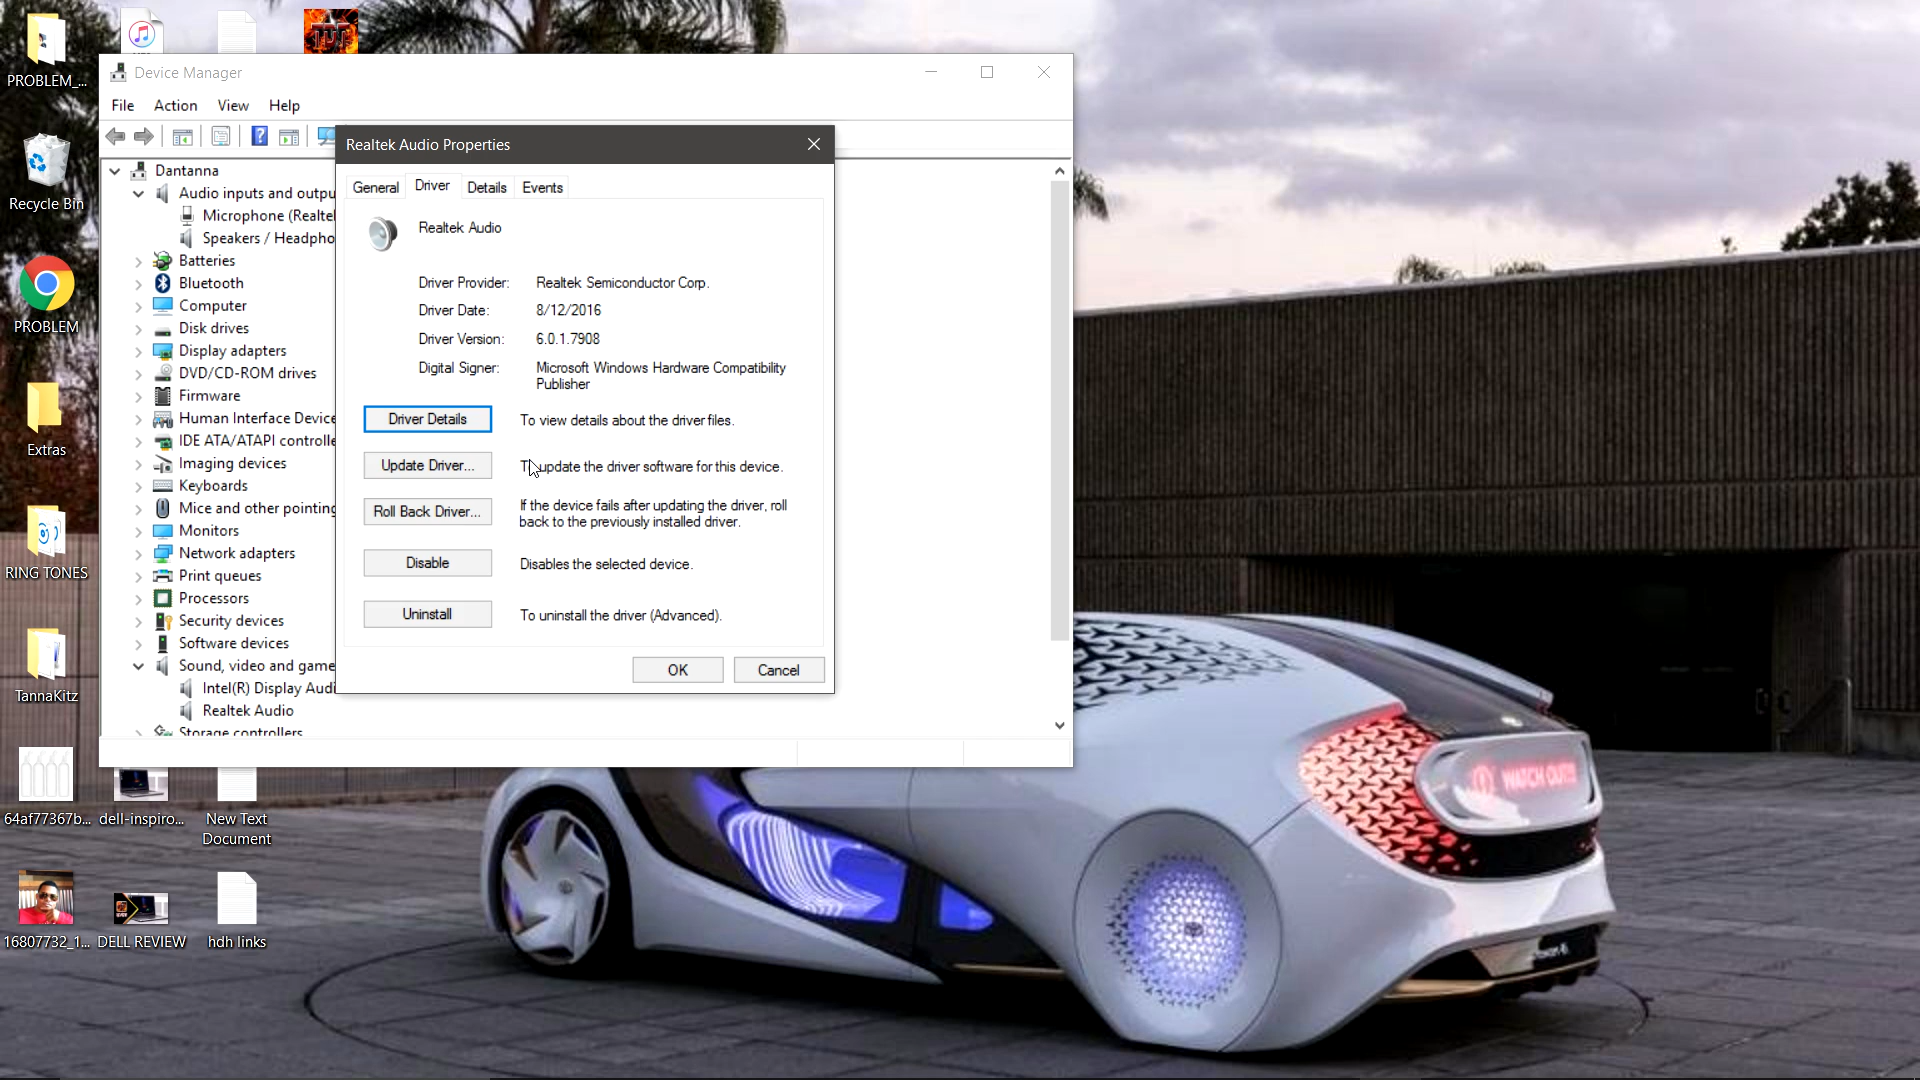 PROBLEM_...
Recycle Bin
PROBLEM
Extras
RING TONES
TannaKitz
64af77367b...
dell-inspiro...
New Text
Document
16807732_1...
DELL REVIEW
hdh links
Device Manager
File Action View Help
Dantanna
Audio inputs and outpu
Microphone (Realtel
Speakers / Headpho
Batteries
Bluetooth
Computer
Disk drives
Display adapters
DVD/CD-ROM drives
Firmware
Human Interface Device
IDE ATA/ATAPI controlle
Imaging devices
Keyboards
Mice and other pointing
Monitors
Network adapters
Print queues
Processors
Security devices
Software devices
Sound, video and game
Intel(R) Display Audi
Realtek Audio
Storage controllers
Realtek Audio Properties
General Driver Details Events
Realtek Audio
Driver Provider: Realtek Semiconductor Corp.
Driver Date: 8/12/2016
Driver Version: 6.0.1.7908
Digital Signer: Microsoft Windows Hardware Compatibility
Publisher
Driver Details To view details about the driver files.
Update Driver... To update the driver software for this device.
Roll Back Driver... If the device fails after updating the driver, roll
back to the previously installed driver.
Disable Disables the selected device.
Uninstall To uninstall the driver (Advanced).
OK Cancel
WATCH OUT!